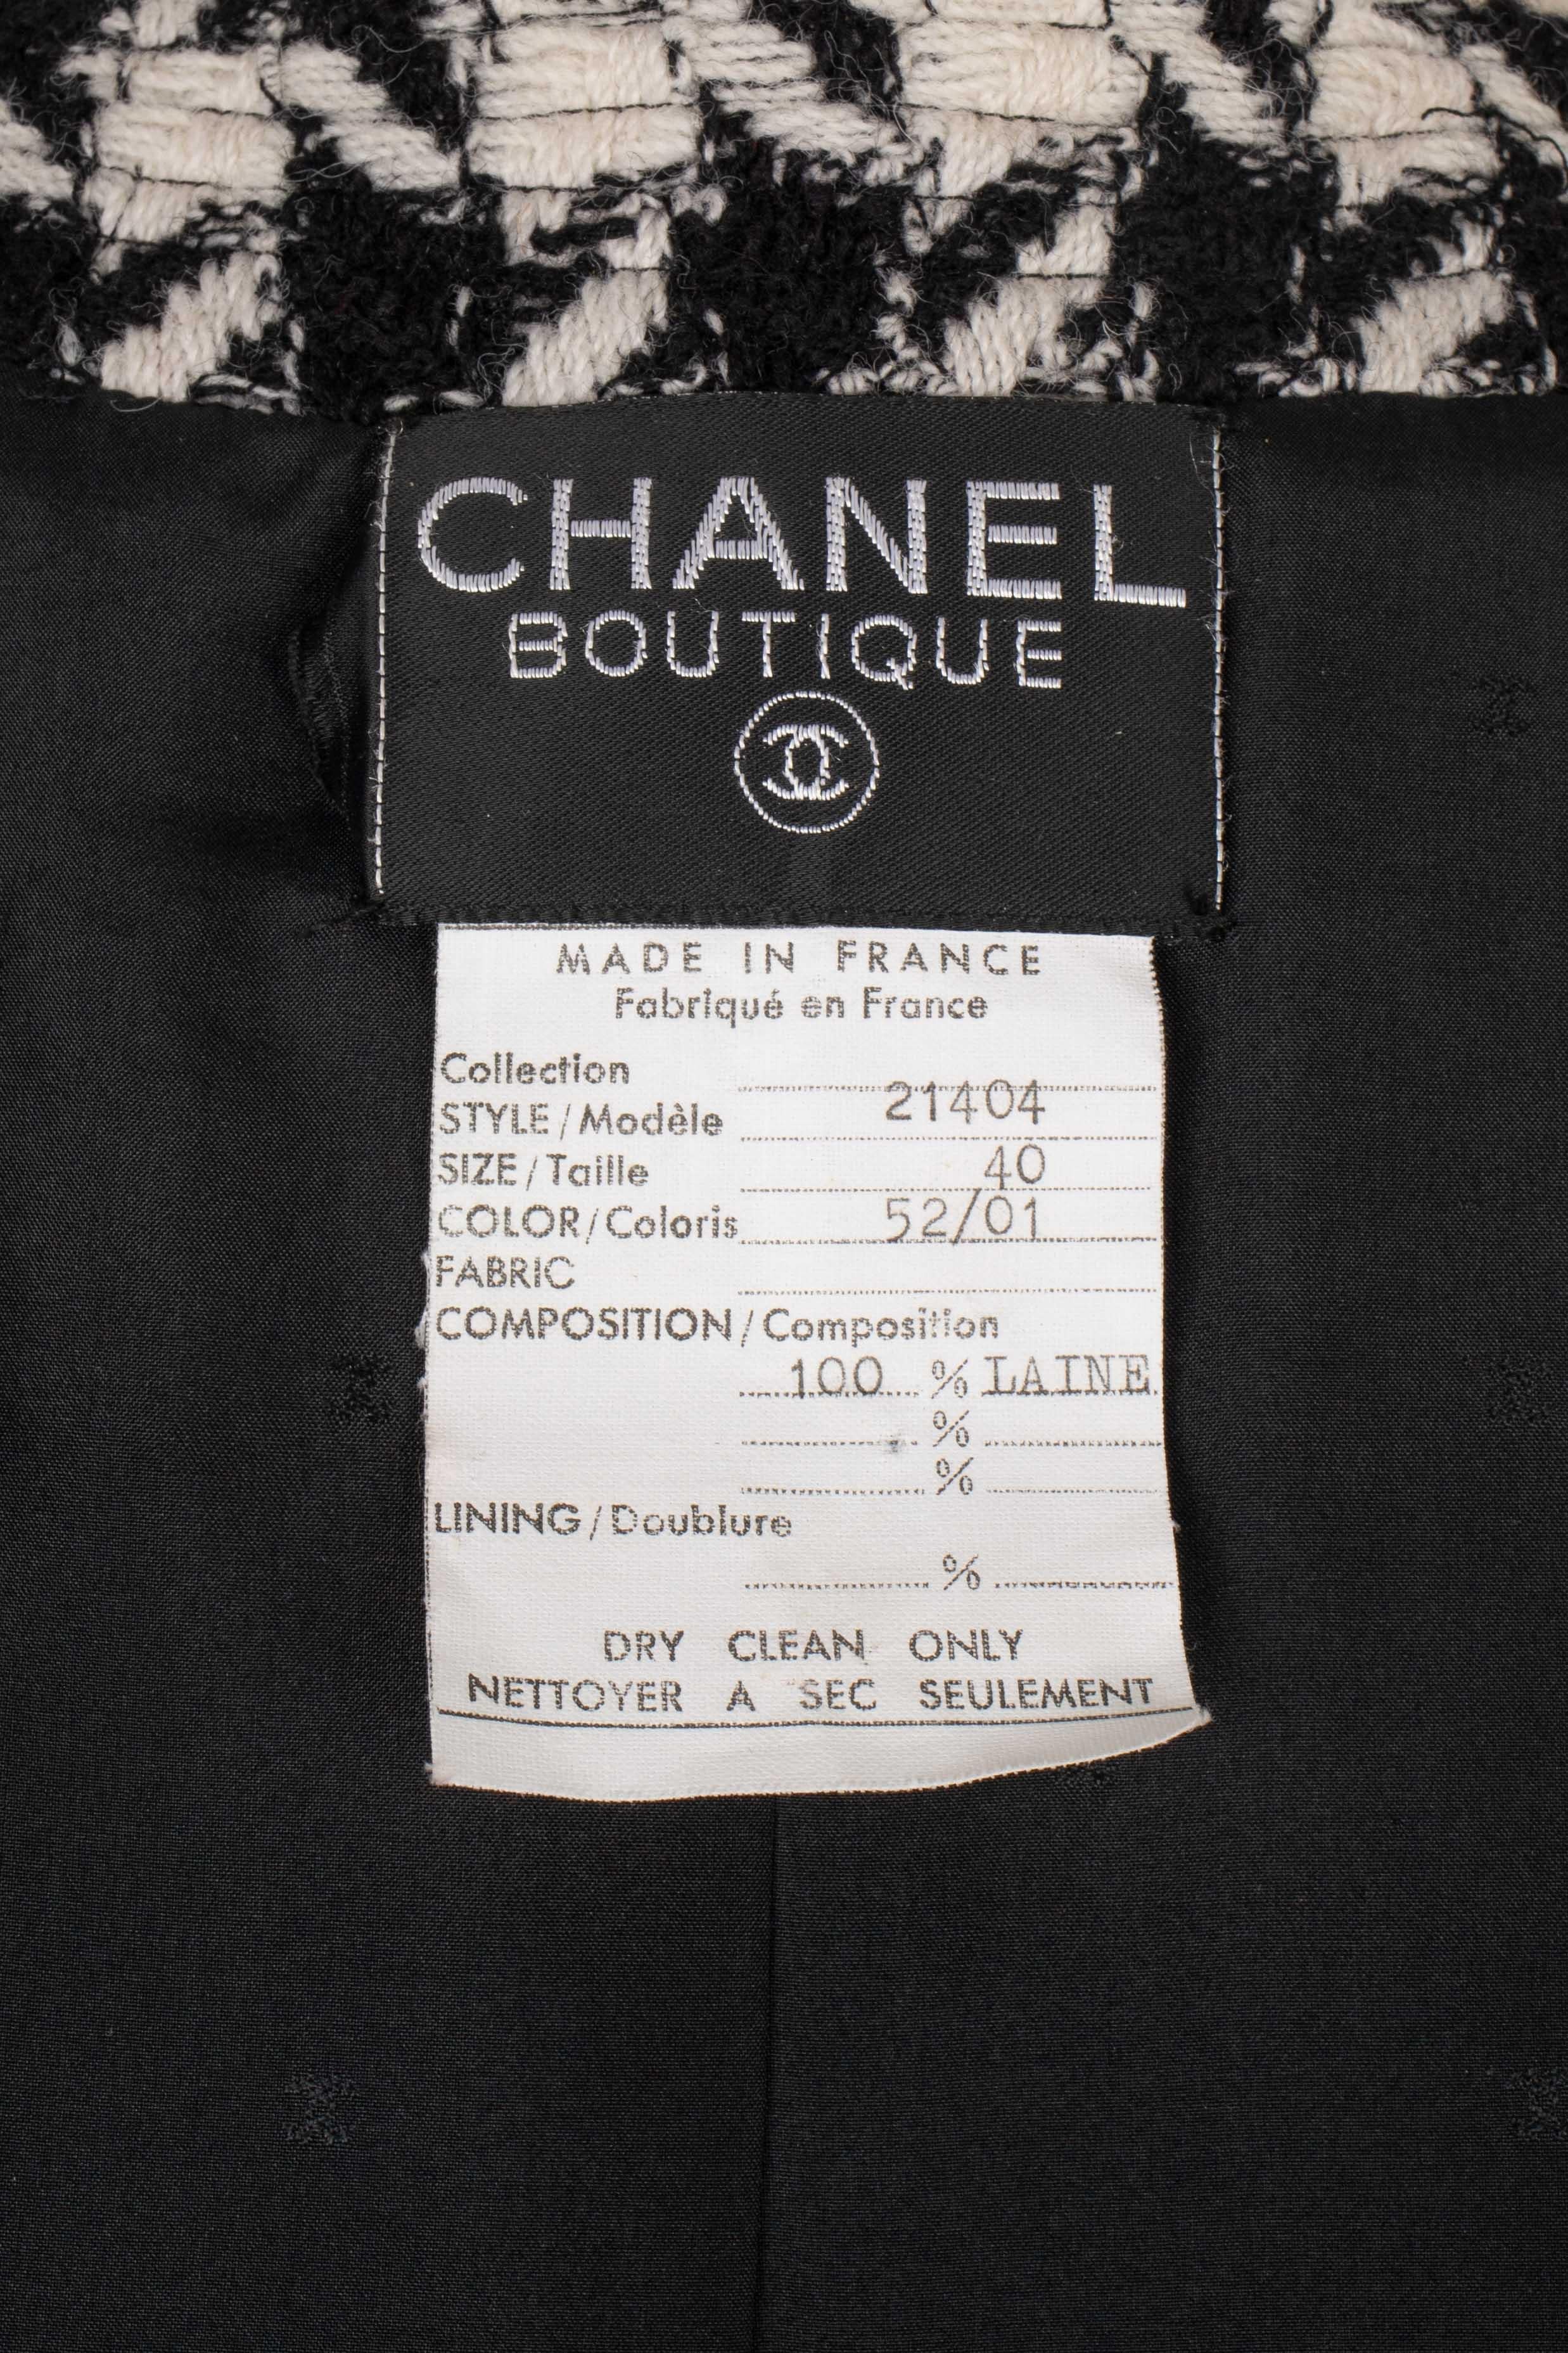 CHANEL
BOUTIQUE
MADE IN FRANCE
Fabriqué en France
Collection
STYLE/Modèle 21404
SIZE/Taille 40
COLOR/Coloris 52/01
FABRIC
COMPOSITION/Composition
100 % LAINE
%
%
LINING/Doublure
%
DRY CLEAN ONLY
NETTOYER A SEC SEULEMENT